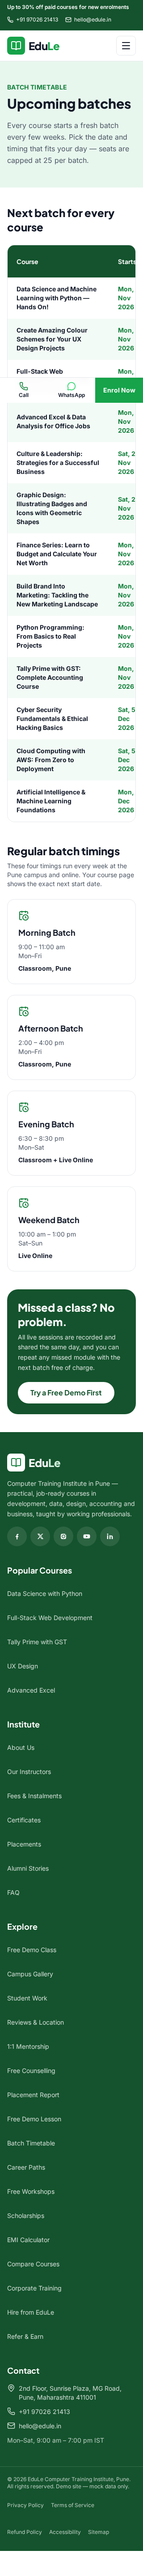 Up to 30% off paid courses for new enrolments
+91 97026 21413 hello@edule.in
EduLe
BATCH TIMETABLE
Upcoming batches
Every course starts a fresh batch
every few weeks. Pick the date and
timing that fits your day — seats are
capped at 25 per batch.
Next batch for every
course
Course Starts
Data Science and Machine
Learning with Python —
Hands On!
Mon,
Nov
2026
Create Amazing Colour
Schemes for Your UX
Design Projects
Mon,
Nov
2026
Full-Stack Web
Mon,
Call WhatsApp Enrol Now
Advanced Excel & Data
Analysis for Office Jobs
Mon,
Nov
2026
Culture & Leadership:
Strategies for a Successful
Business
Sat, 2
Nov
2026
Graphic Design:
Illustrating Badges and
Icons with Geometric
Shapes
Sat, 2
Nov
2026
Finance Series: Learn to
Budget and Calculate Your
Net Worth
Mon,
Nov
2026
Build Brand Into
Marketing: Tackling the
New Marketing Landscape
Mon,
Nov
2026
Python Programming:
From Basics to Real
Projects
Mon,
Nov
2026
Tally Prime with GST:
Complete Accounting
Course
Mon,
Nov
2026
Cyber Security
Fundamentals & Ethical
Hacking Basics
Sat, 5
Dec
2026
Cloud Computing with
AWS: From Zero to
Deployment
Sat, 5
Dec
2026
Artificial Intelligence &
Machine Learning
Foundations
Mon,
Dec
2026
Regular batch timings
These four timings run every week at the
Pune campus and online. Your course page
shows the exact start date.
Morning Batch
9:00 – 11:00 am
Mon–Fri
Classroom, Pune
Afternoon Batch
2:00 – 4:00 pm
Mon–Fri
Classroom, Pune
Evening Batch
6:30 – 8:30 pm
Mon–Sat
Classroom + Live Online
Weekend Batch
10:00 am – 1:00 pm
Sat–Sun
Live Online
Missed a class? No
problem.
All live sessions are recorded and
shared the same day, and you can
repeat any missed module with the
next batch free of charge.
Try a Free Demo First
EduLe
Computer Training Institute in Pune —
practical, job-ready courses in
development, data, design, accounting and
business, taught by working professionals.
Popular Courses
Data Science with Python
Full-Stack Web Development
Tally Prime with GST
UX Design
Advanced Excel
Institute
About Us
Our Instructors
Fees & Instalments
Certificates
Placements
Alumni Stories
FAQ
Explore
Free Demo Class
Campus Gallery
Student Work
Reviews & Location
1:1 Mentorship
Free Counselling
Placement Report
Free Demo Lesson
Batch Timetable
Career Paths
Free Workshops
Scholarships
EMI Calculator
Compare Courses
Corporate Training
Hire from EduLe
Refer & Earn
Contact
2nd Floor, Sunrise Plaza, MG Road,
Pune, Maharashtra 411001
+91 97026 21413
hello@edule.in
Mon–Sat, 9:00 am – 7:00 pm IST
© 2026 EduLe Computer Training Institute, Pune.
All rights reserved. Demo site — mock data only.
Privacy Policy Terms of Service
Refund Policy Accessibility Sitemap